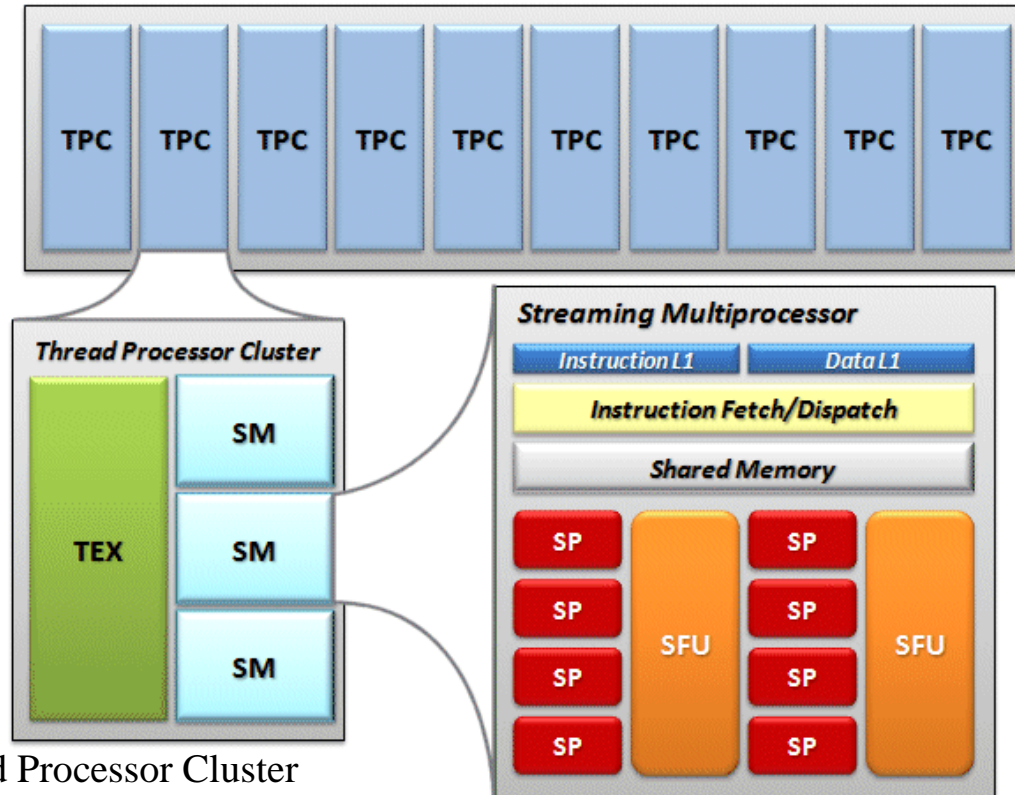 TPC TPC TPC TPC TPC TPC TPC TPC TPC TPC
Thread Processor Cluster
TEX
SM
SM
SM
Streaming Multiprocessor
Instruction L1 Data L1
Instruction Fetch/Dispatch
Shared Memory
SP SP
SP SP
SFU SFU
SP SP
SP SP
Processor Cluster